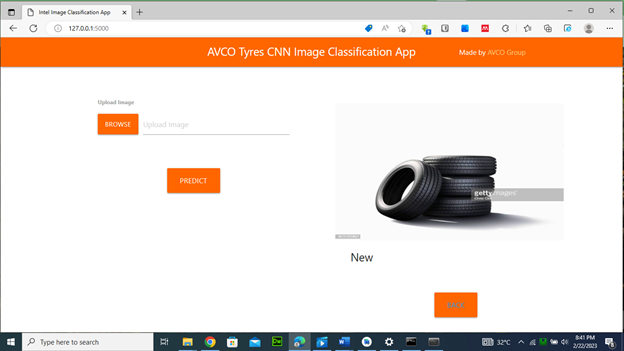 Intel Image Classification App
127.0.0.1:5000
AVCO Tyres CNN Image Classification App
Made by AVCO Group
Upload Image
BROWSE
Upload Image
PREDICT
gettyimages
New
Type here to search
32°C
8:41 PM
2/22/2023